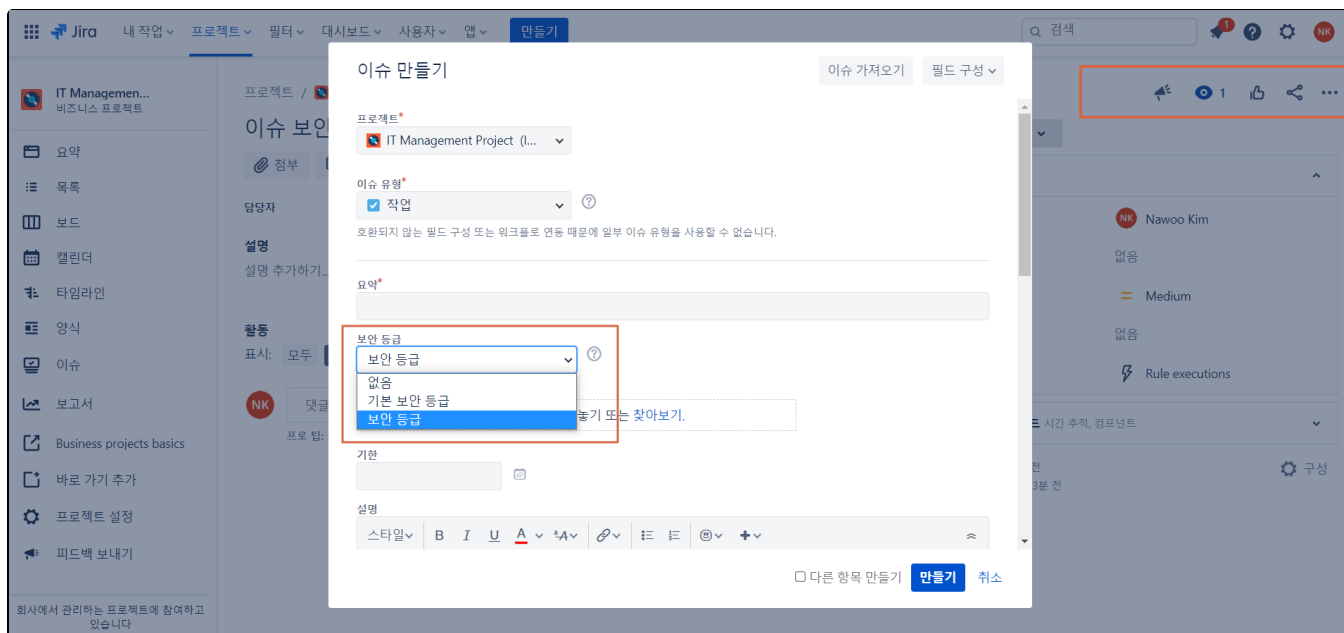 Jira 내 작업 프로젝트 필터 대시보드 사용자 앱 만들기 검색 1 NK
IT Managemen...
비즈니스 프로젝트
요약
목록
보드
캘린더
타임라인
양식
이슈
보고서
Business projects basics
바로 가기 추가
프로젝트 설정
피드백 보내기
회사에서 관리하는 프로젝트에 참여하고
있습니다
프로젝트 /
이슈 보안
첨부
담당자
설명
설명 추가하기...
활동
표시: 모두
NK 댓글
프로 팁:
이슈 만들기 이슈 가져오기 필드 구성
프로젝트*
IT Management Project (I...
이슈 유형*
작업
호환되지 않는 필드 구성 또는 워크플로 연동 때문에 일부 이슈 유형을 사용할 수 없습니다.
요약*
보안 등급
보안 등급
없음
기본 보안 등급
보안 등급
놓기 또는 찾아보기.
기한
설명
스타일 B I U A ªA
다른 항목 만들기 만들기 취소
1
NK Nawoo Kim
없음
Medium
없음
Rule executions
시간 추적, 컴포넌트
전
3분 전
구성